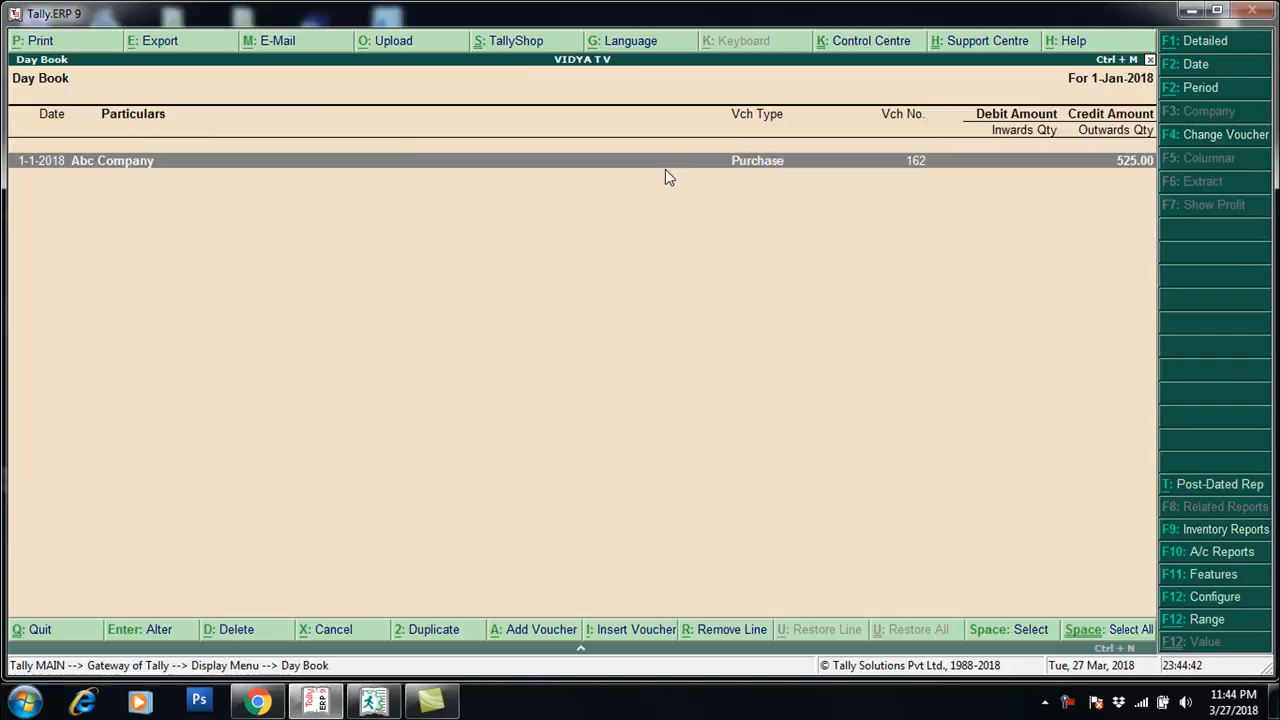 Tally.ERP 9
P: Print E: Export M: E-Mail O: Upload S: TallyShop G: Language K: Keyboard K: Control Centre H: Support Centre H: Help
Day Book VIDYA TV Ctrl + M
Day Book For 1-Jan-2018
Date Particulars Vch Type Vch No. Debit Amount Credit Amount
Inwards Qty Outwards Qty
1-1-2018 Abc Company Purchase 162 525.00
F1: Detailed
F2: Date
F2: Period
F3: Company
F4: Change Voucher
F5: Columnar
F6: Extract
F7: Show Profit
T: Post-Dated Rep
F8: Related Reports
F9: Inventory Reports
F10: A/c Reports
F11: Features
F12: Configure
F12: Range
F12: Value
Q: Quit Enter: Alter D: Delete X: Cancel 2: Duplicate A: Add Voucher I: Insert Voucher R: Remove Line U: Restore Line U: Restore All Space: Select Space: Select All
Ctrl + N
Tally MAIN --> Gateway of Tally --> Display Menu --> Day Book © Tally Solutions Pvt Ltd., 1988-2018 Tue, 27 Mar, 2018 23:44:42
Ps Tally ERP 9 11:44 PM
3/27/2018